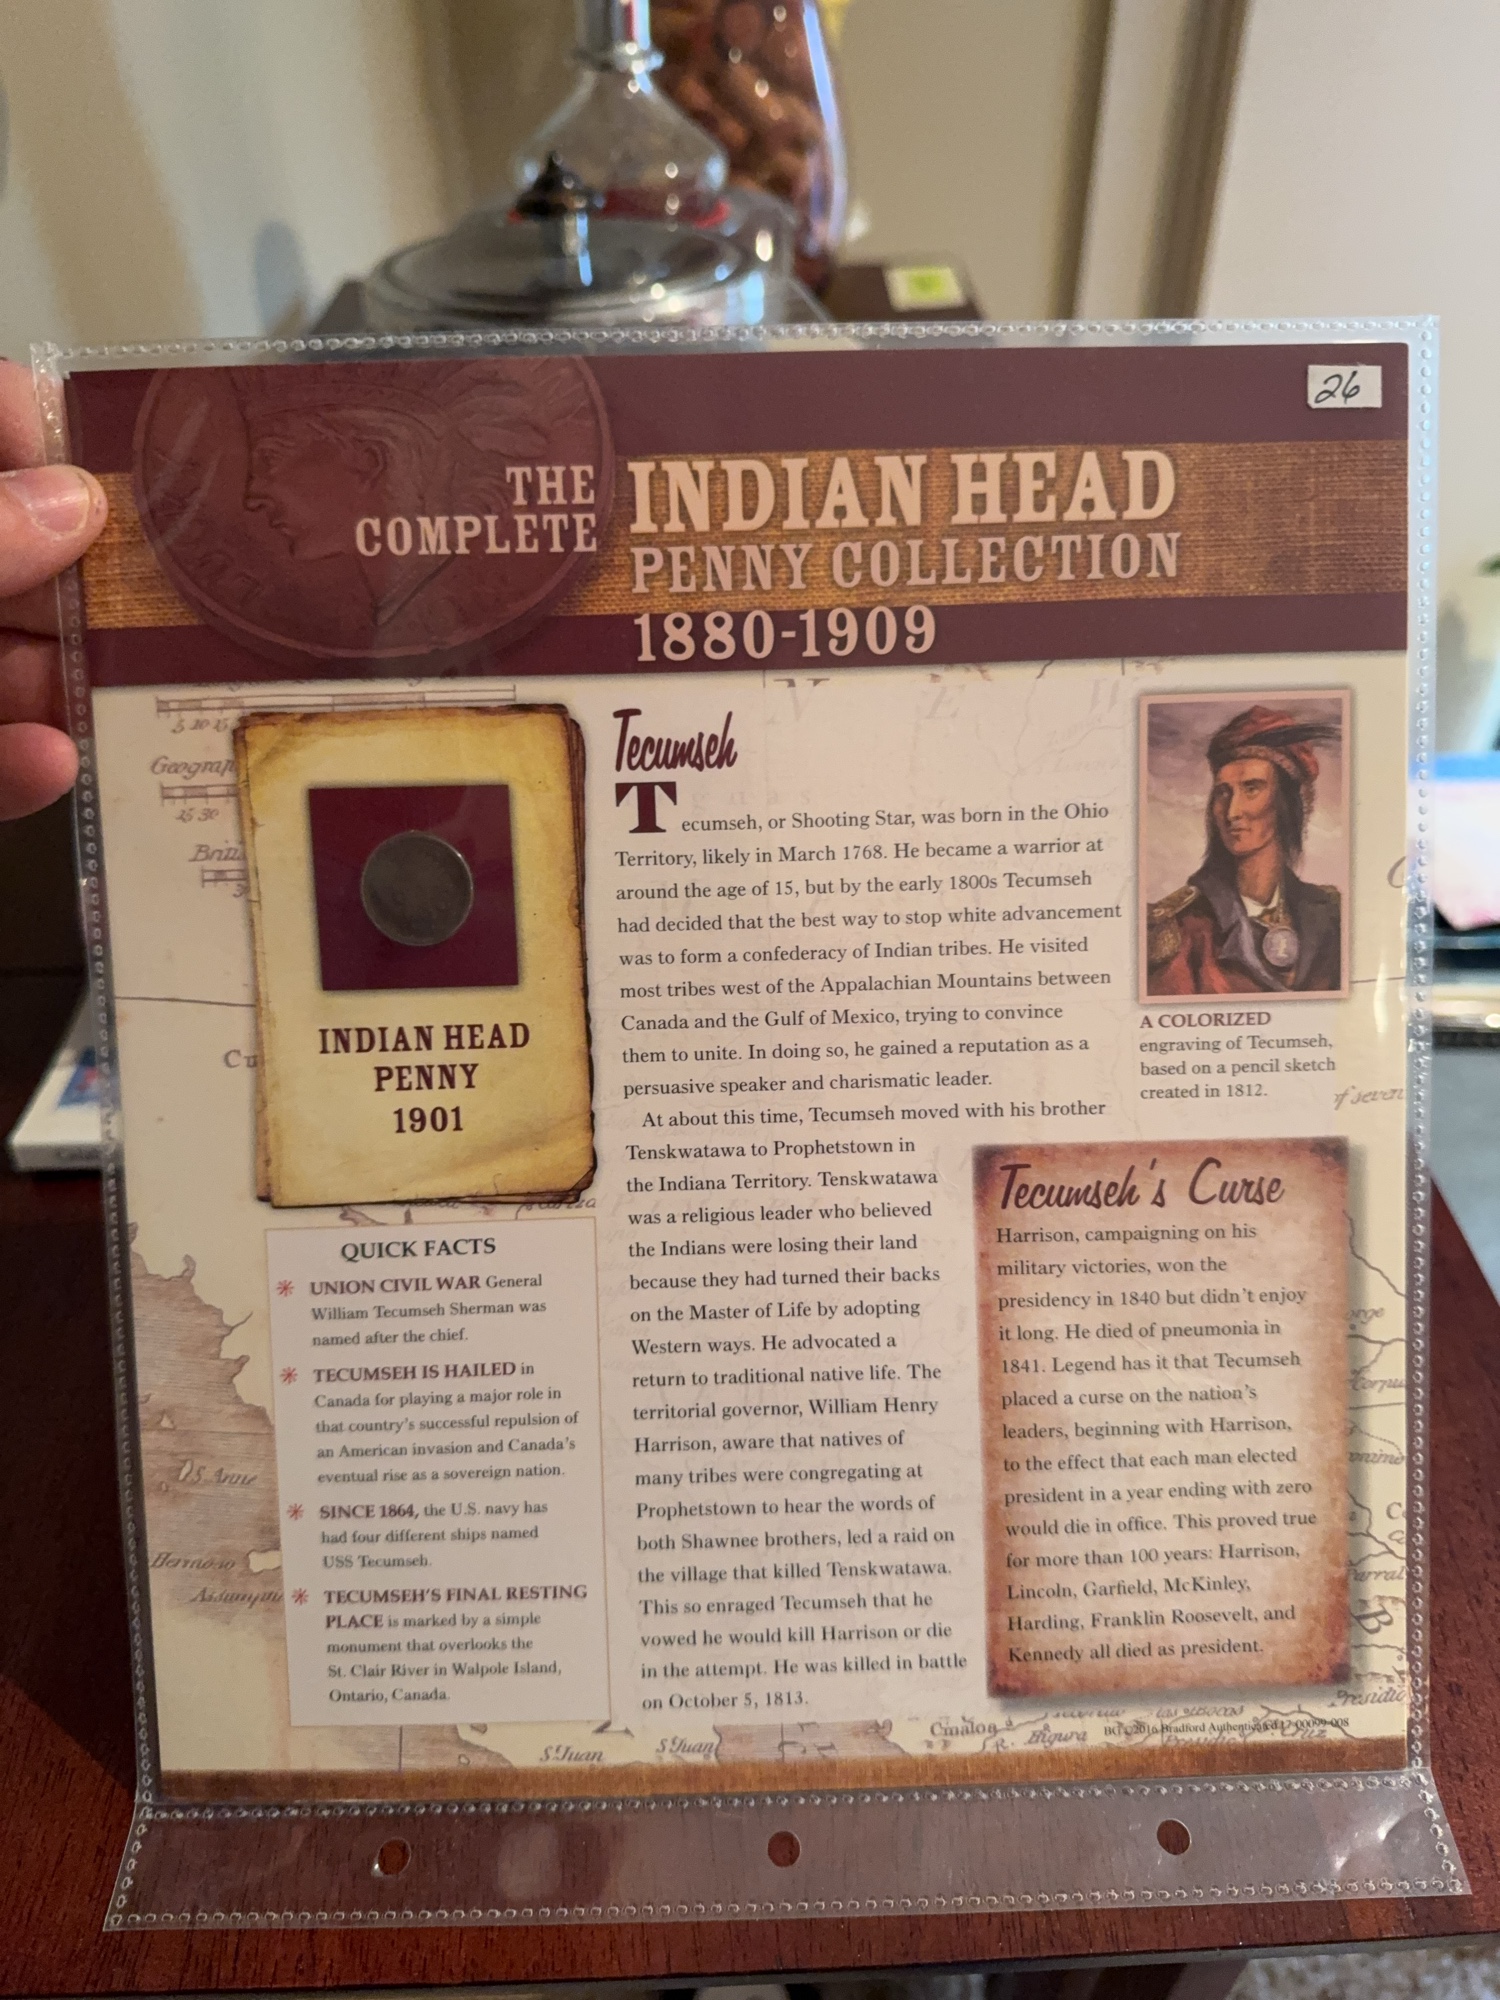 26
THE COMPLETE
INDIAN HEAD
PENNY COLLECTION
1880-1909
5 10 15
Geograp
15 30
INDIAN HEAD
PENNY
1901
QUICK FACTS
UNION CIVIL WAR General
William Tecumseh Sherman was
named after the chief.
TECUMSEH IS HAILED in
Canada for playing a major role in
that country's successful repulsion of
an American invasion and Canada's
eventual rise as a sovereign nation.
SINCE 1864, the U.S. navy has
had four different ships named
USS Tecumseh.
TECUMSEH'S FINAL RESTING
PLACE is marked by a simple
monument that overlooks the
St. Clair River in Walpole Island,
Ontario, Canada.
Tecumseh
Tecumseh, or Shooting Star, was born in the Ohio
Territory, likely in March 1768. He became a warrior at
around the age of 15, but by the early 1800s Tecumseh
had decided that the best way to stop white advancement
was to form a confederacy of Indian tribes. He visited
most tribes west of the Appalachian Mountains between
Canada and the Gulf of Mexico, trying to convince
them to unite. In doing so, he gained a reputation as a
persuasive speaker and charismatic leader.
At about this time, Tecumseh moved with his brother
Tenskwatawa to Prophetstown in
the Indiana Territory. Tenskwatawa
was a religious leader who believed
the Indians were losing their land
because they had turned their backs
on the Master of Life by adopting
Western ways. He advocated a
return to traditional native life. The
territorial governor, William Henry
Harrison, aware that natives of
many tribes were congregating at
Prophetstown to hear the words of
both Shawnee brothers, led a raid on
the village that killed Tenskwatawa.
This so enraged Tecumseh that he
vowed he would kill Harrison or die
in the attempt. He was killed in battle
on October 5, 1813.
A COLORIZED
engraving of Tecumseh,
based on a pencil sketch
created in 1812.
Tecumseh's Curse
Harrison, campaigning on his
military victories, won the
presidency in 1840 but didn't enjoy
it long. He died of pneumonia in
1841. Legend has it that Tecumseh
placed a curse on the nation's
leaders, beginning with Harrison,
to the effect that each man elected
president in a year ending with zero
would die in office. This proved true
for more than 100 years: Harrison,
Lincoln, Garfield, McKinley,
Harding, Franklin Roosevelt, and
Kennedy all died as president.
Hermoso
S. Juan
S. Juan
Cinaloa
BG ©2016 Bradford Authenticated 17-00099-008